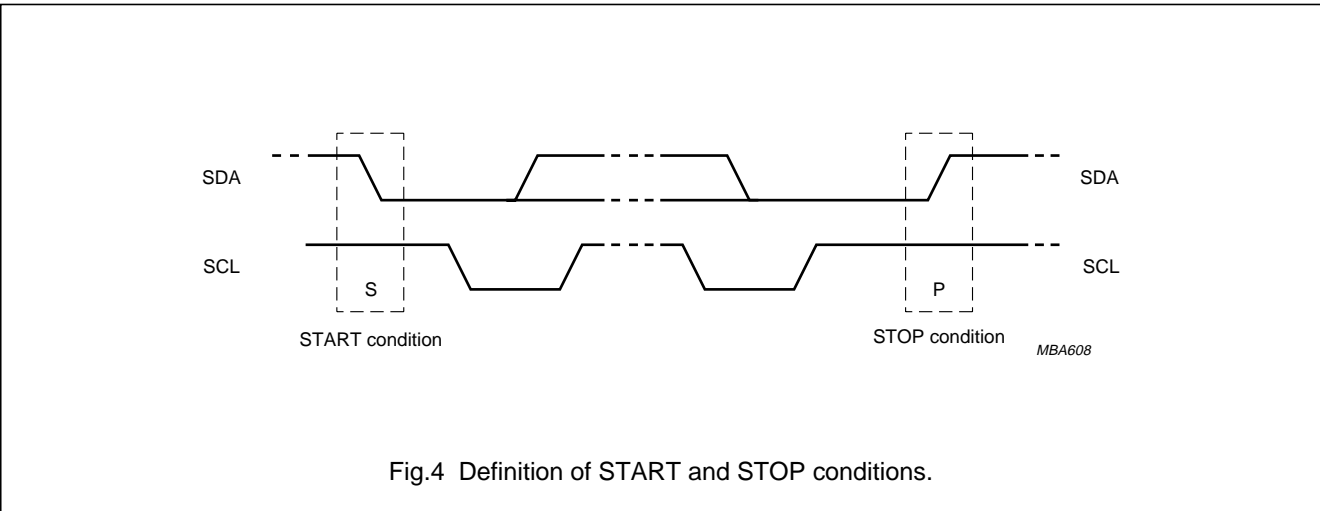 SDA
SDA
SCL
SCL
S
P
START condition
STOP condition
MBA608
Fig.4 Definition of START and STOP conditions.